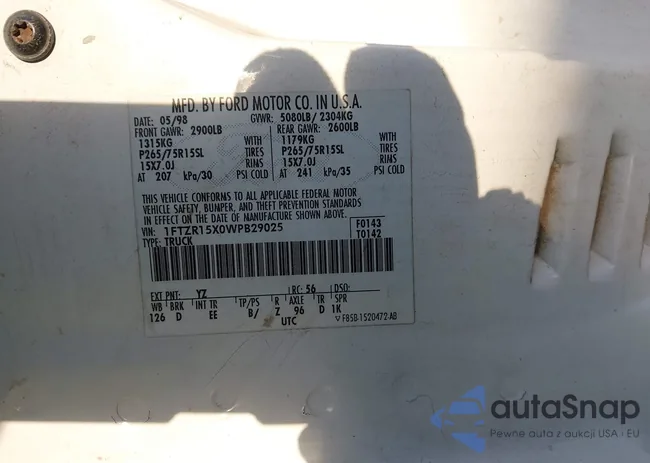 MFD. BY FORD MOTOR CO. IN U.S.A.
DATE: 05/98 GVWR: 5080LB/ 2304KG
FRONT GAWR: 2900LB REAR GAWR: 2600LB
1315KG WITH 1179KG WITH
P265/75R15SL TIRES P265/75R15SL TIRES
15X7.0J RIMS 15X7.0J RIMS
AT 207 kPa/30 PSI COLD AT 241 kPa/35 PSI COLD
THIS VEHICLE CONFORMS TO ALL APPLICABLE FEDERAL MOTOR
VEHICLE SAFETY, BUMPER, AND THEFT PREVENTION STANDARDS
IN EFFECT ON THE DATE OF MANUFACTURE SHOWN ABOVE.
VIN: 1FTZR15X0WPB29025 F0143
TYPE: TRUCK T0142
EXT PNT: YZ RC: 56 DSO:
WB BRK INT TR TP/PS R AXLE TR SPR
126 D EE B/ Z 96 D 1K
UTC F85B-1520472-AB
autaSnap
Pewne auta z aukcji USA i EU